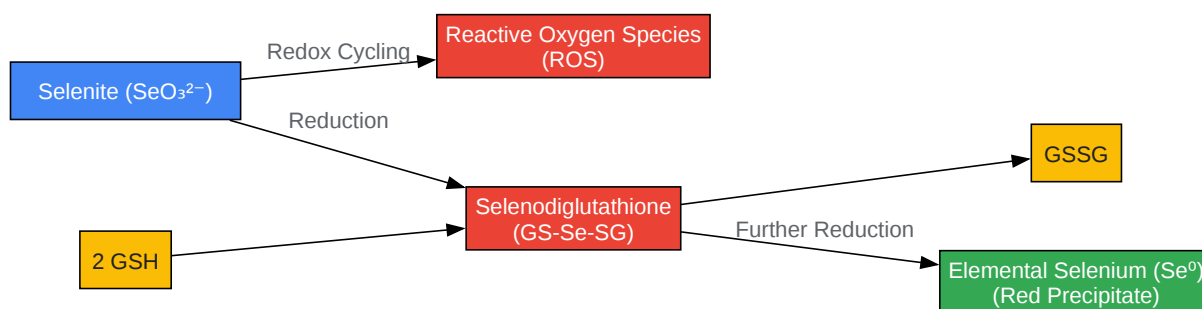 Reactive Oxygen Species
(ROS)
Redox Cycling
Selenite (SeO₃²⁻)
Reduction
GSSG
Selenodiglutathione
(GS-Se-SG)
Further Reduction
2 GSH
Elemental Selenium (Se⁰)
(Red Precipitate)